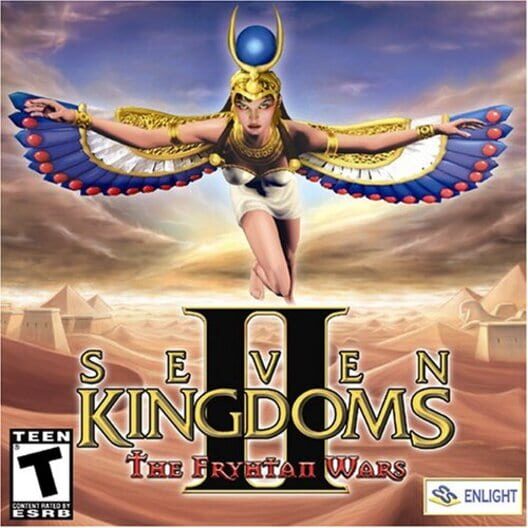 II
SEVEN
KINGDOMS
THE FRYHTAN WARS
TEEN
T
CONTENT RATED BY
ESRB
ENLIGHT